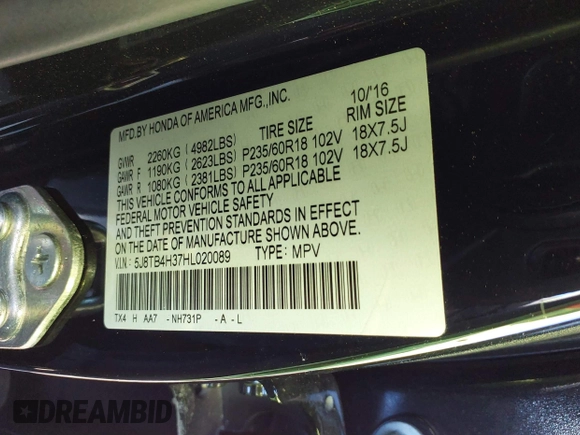 MFD.BY HONDA OF AMERICA MFG.,INC. 10/'16
TIRE SIZE RIM SIZE
GVWR 2260KG (4982LBS)
GAWR F 1190KG (2623LBS) P235/60R18 102V 18X7.5J
GAWR R 1080KG (2381LBS) P235/60R18 102V 18X7.5J
THIS VEHICLE CONFORMS TO ALL APPLICABLE
FEDERAL MOTOR VEHICLE SAFETY
AND THEFT PREVENTION STANDARDS IN EFFECT
ON THE DATE OF MANUFACTURE SHOWN ABOVE.
V.I.N.: 5J8TB4H37HL020089 TYPE: MPV
TX4 H AA7 -NH731P -A-L
DREAMBID